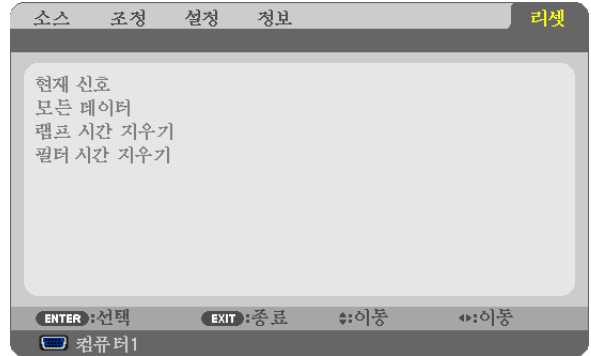 소스 조정 설정 정보 리셋
현재 신호
모든 데이터
램프 시간 지우기
필터 시간 지우기
ENTER:선택 EXIT:종료 :이동 :이동
컴퓨터1